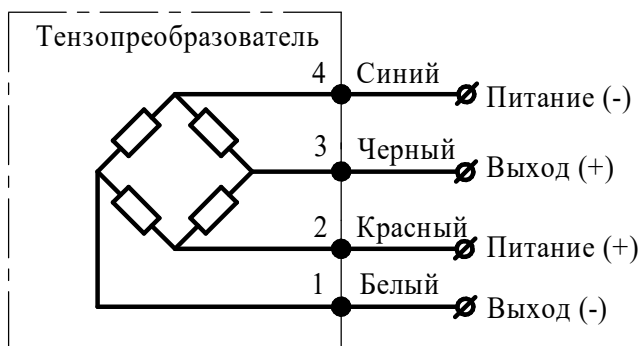 Тензопреобразователь
4 Синий Питание (-)
3 Черный Выход (+)
2 Красный Питание (+)
1 Белый Выход (-)